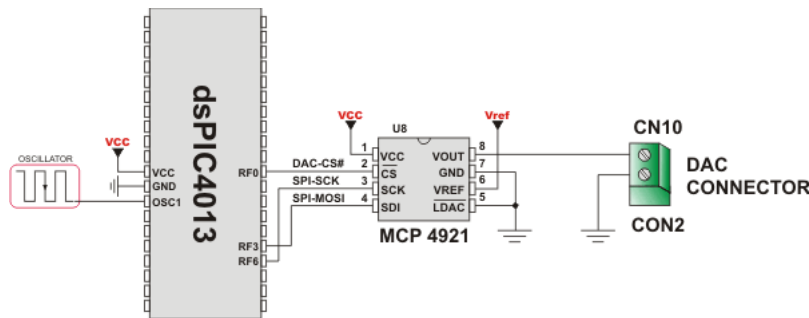 OSCILLATOR
VCC
VCC
GND
OSC1
dsPIC4013
RF0
RF3
RF6
DAC-CS#
SPI-SCK
SPI-MOSI
VCC
U8
Vref
1
2
3
4
VCC
CS
SCK
SDI
VOUT
GND
VREF
LDAC
8
7
6
5
MCP 4921
CN10
DAC
CONNECTOR
CON2